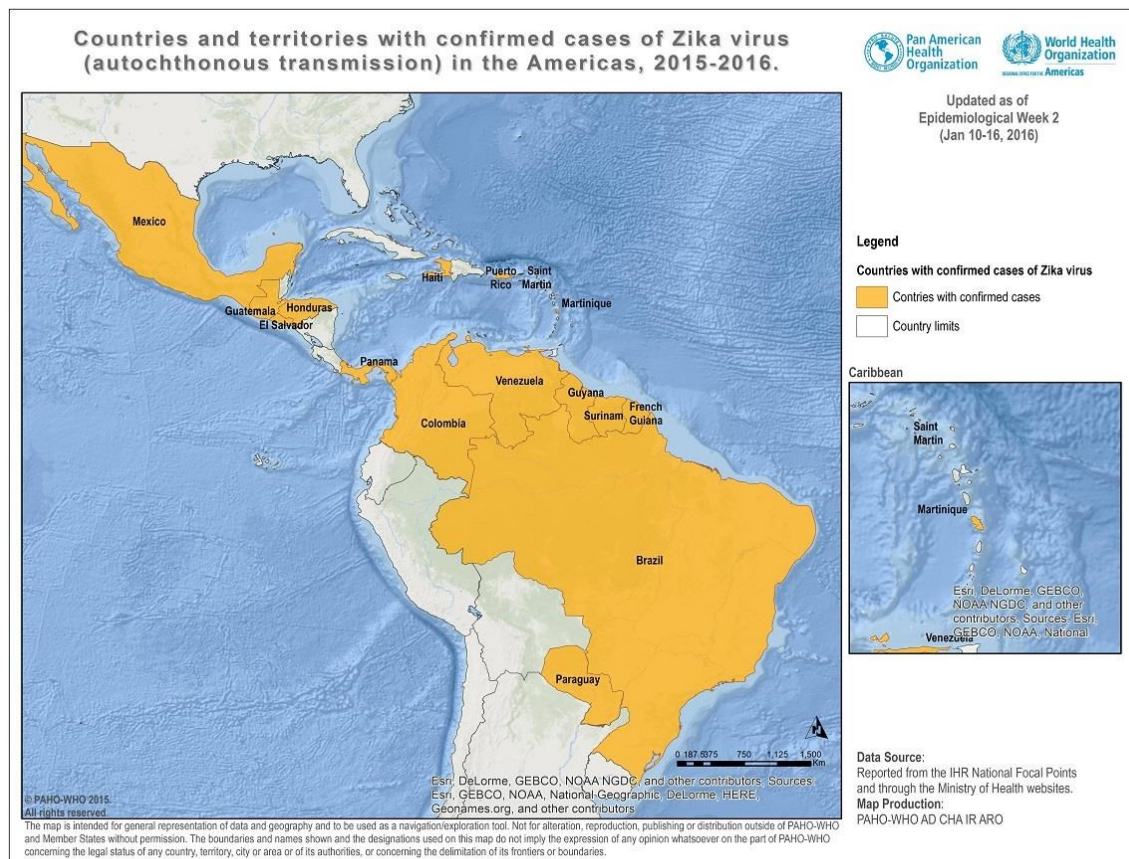 Countries and territories with confirmed cases of Zika virus
(autochthonous transmission) in the Americas, 2015-2016.
Pan American
Health
Organization
World Health
Organization
REGIONAL OFFICE FOR THE Americas
Updated as of
Epidemiological Week 2
(Jan 10-16, 2016)
Mexico
Haiti
Puerto
Rico
Saint
Martin
Martinique
Guatemala
Honduras
El Salvador
Panama
Venezuela
Guyana
Surinam
French
Guiana
Colombia
Brazil
Paraguay
Legend
Countries with confirmed cases of Zika virus
Contries with confirmed cases
Country limits
Caribbean
Saint
Martin
Martinique
Esri, DeLorme, GEBCO,
NOAA NGDC, and other
contributors, Sources: Esri,
GEBCO, NOAA, National
Venezuela
N
0 187.5375 750 1,125 1,500
Km
Esri, DeLorme, GEBCO, NOAA NGDC, and other contributors, Sources:
Esri, GEBCO, NOAA, National Geographic, DeLorme, HERE,
Geonames.org, and other contributors
© PAHO-WHO 2015.
All rights reserved.
Data Source:
Reported from the IHR National Focal Points
and through the Ministry of Health websites.
Map Production:
PAHO-WHO AD CHA IR ARO
The map is intended for general representation of data and geography and to be used as a navigation/exploration tool. Not for alteration, reproduction, publishing or distribution outside of PAHO-WHO
and Member States without permission. The boundaries and names shown and the designations used on this map do not imply the expression of any opinion whatsoever on the part of PAHO-WHO
concerning the legal status of any country, territory, city or area or of its authorities, or concerning the delimitation of its frontiers or boundaries.